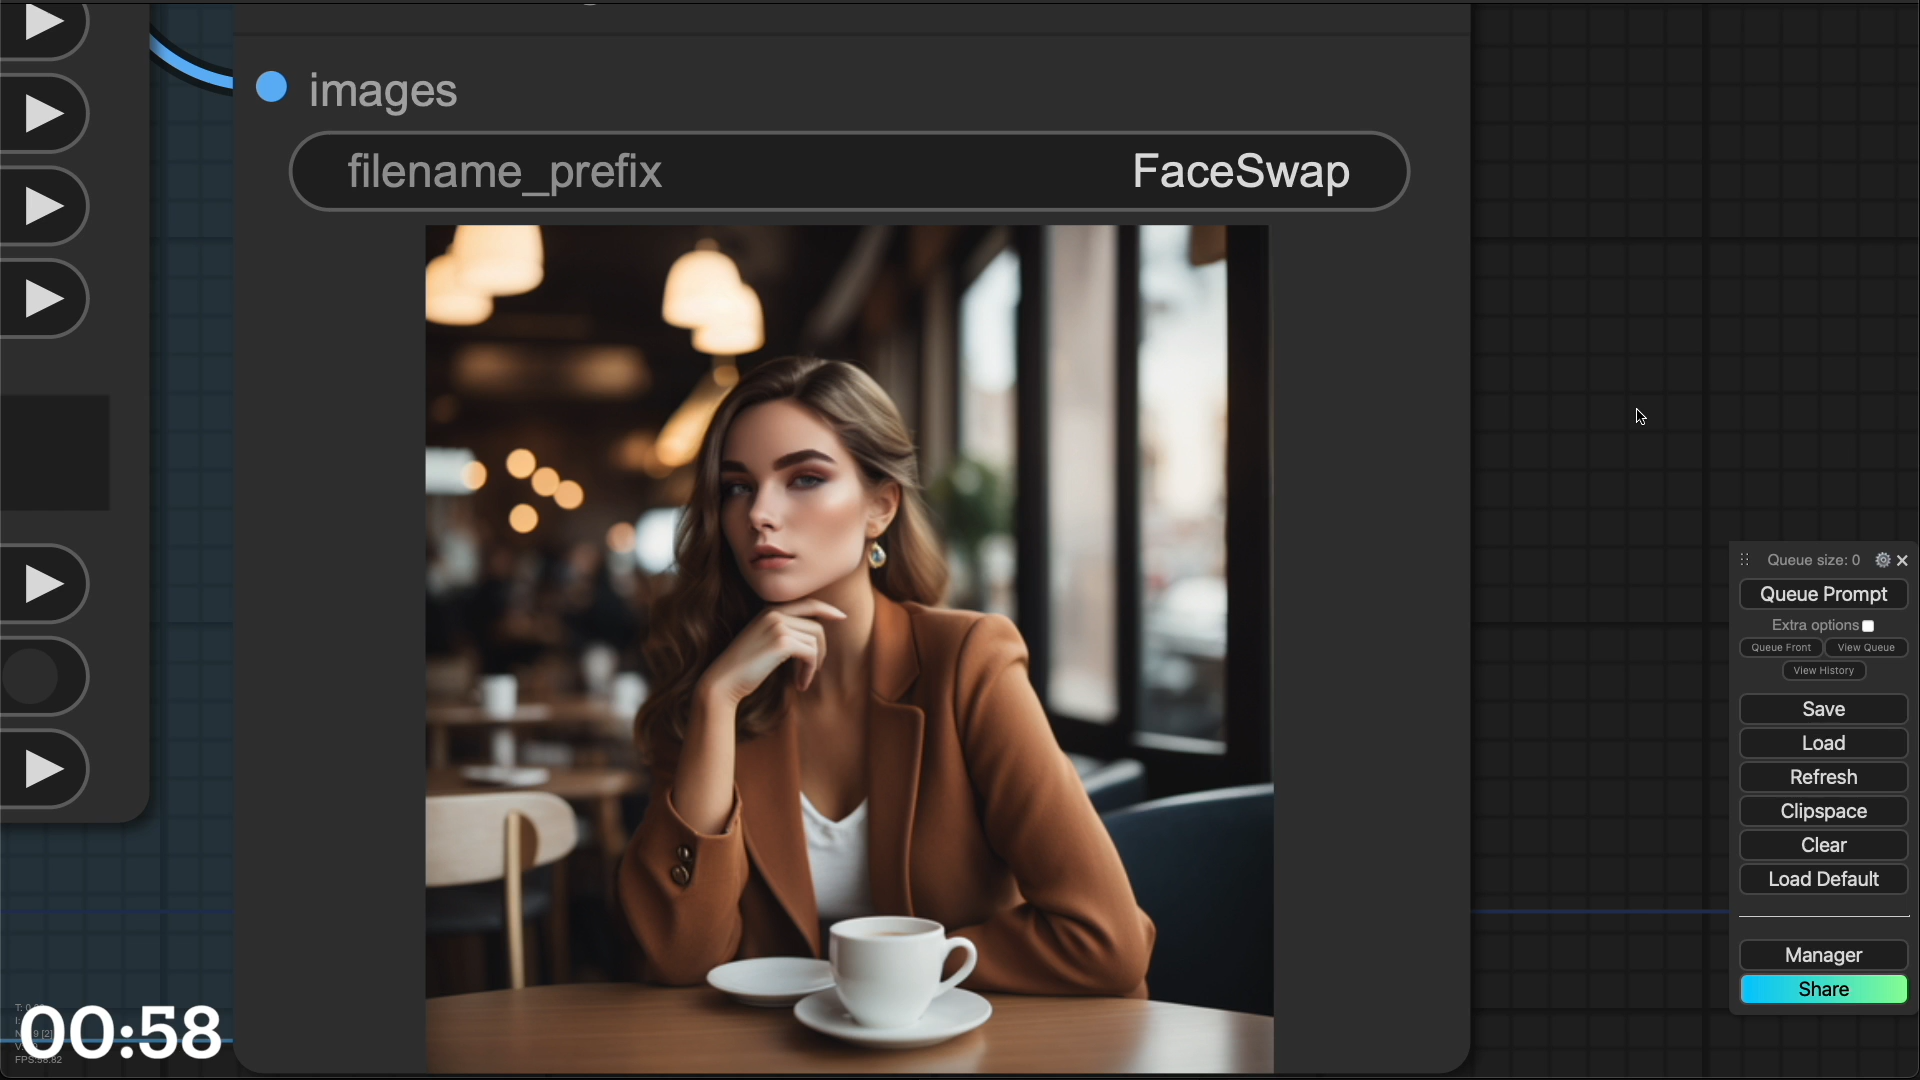 images
filename_prefix FaceSwap
Queue size: 0
Queue Prompt
Extra options
Queue Front View Queue
View History
Save
Load
Refresh
Clipspace
Clear
Load Default
Manager
Share
00:58